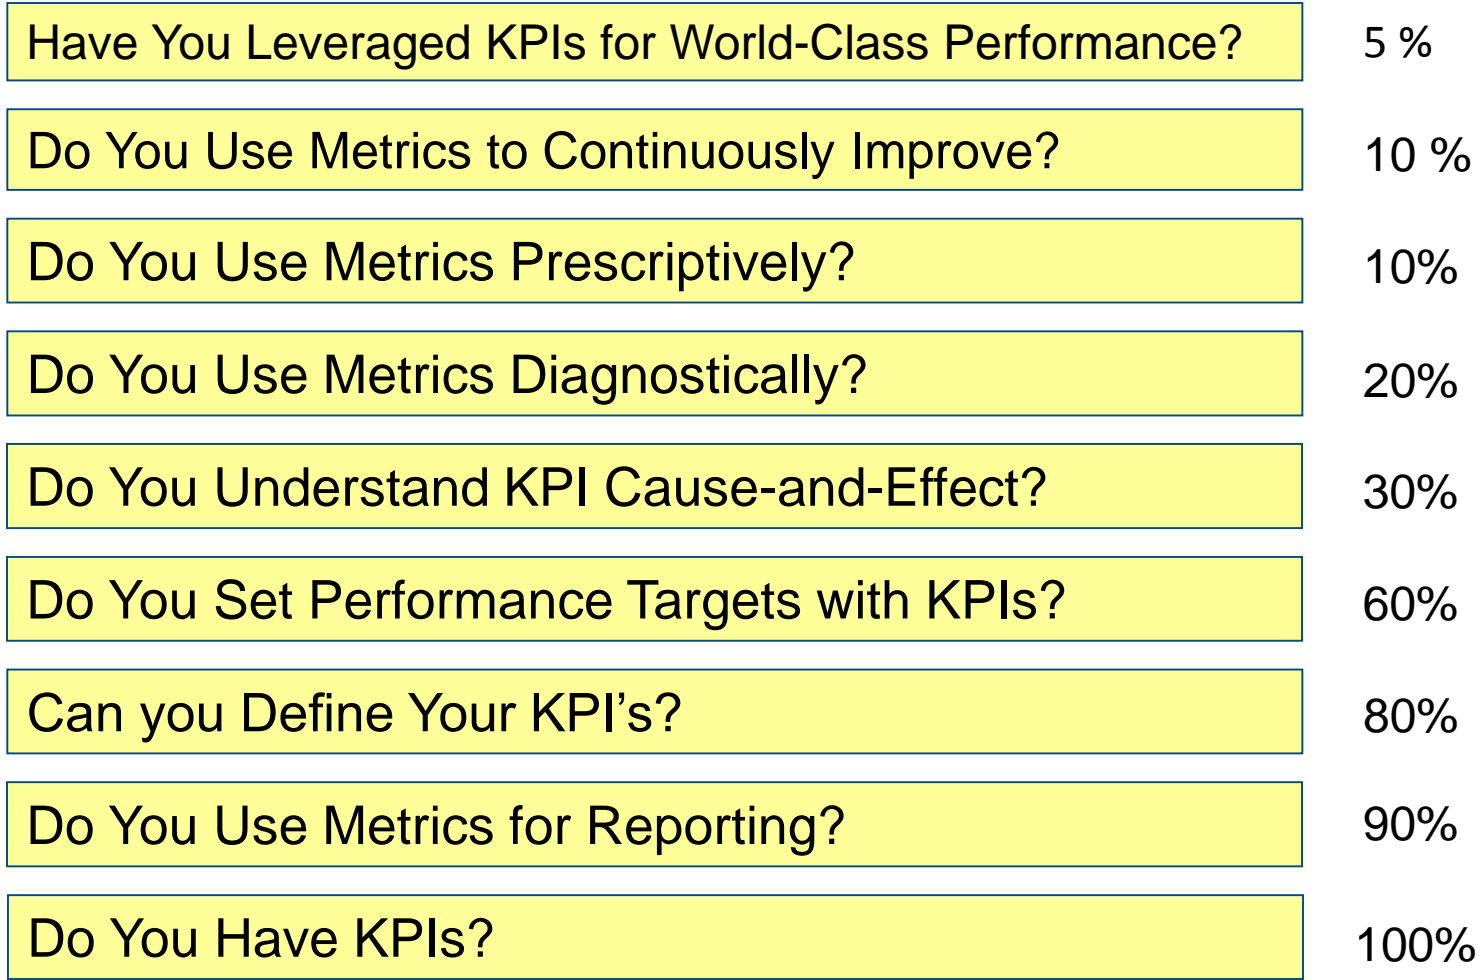 Have You Leveraged KPIs for World-Class Performance? 5 %
Do You Use Metrics to Continuously Improve? 10 %
Do You Use Metrics Prescriptively? 10%
Do You Use Metrics Diagnostically? 20%
Do You Understand KPI Cause-and-Effect? 30%
Do You Set Performance Targets with KPIs? 60%
Can you Define Your KPI’s? 80%
Do You Use Metrics for Reporting? 90%
Do You Have KPIs? 100%